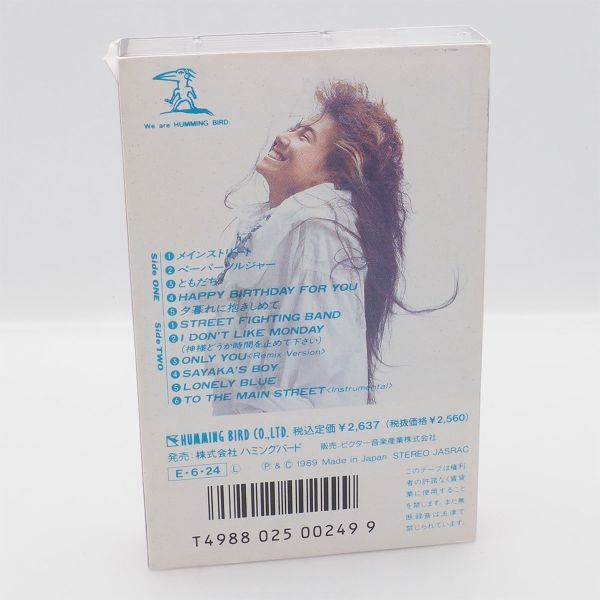 We are HUMMING BIRD.
Side ONE
1 メインストリート
2 ペーパーソルジャー
3 ともだち
4 HAPPY BIRTHDAY FOR YOU
5 夕暮れに抱きしめて
Side TWO
1 STREET FIGHTING BAND
2 I DON'T LIKE MONDAY
(神様どうか時間を止めて下さい)
3 ONLY YOU<Remix Version>
4 SAYAKA'S BOY
5 LONELY BLUE
6 TO THE MAIN STREET<Instrumental>
HUMMING BIRD CO.,LTD. 税込定価¥2,637 (税抜価格¥2,560)
発売:株式会社 ハミングバード 販売:ビクター音楽産業株式会社
E・6・24 Ⓛ Ⓟ & © 1989 Made in Japan STEREO JASRAC
このテープは権利
者の許諾なく賃貸
業に使用すること
を禁じます。また無
断録音は法律で
禁じられています。
T4988 025 00249 9